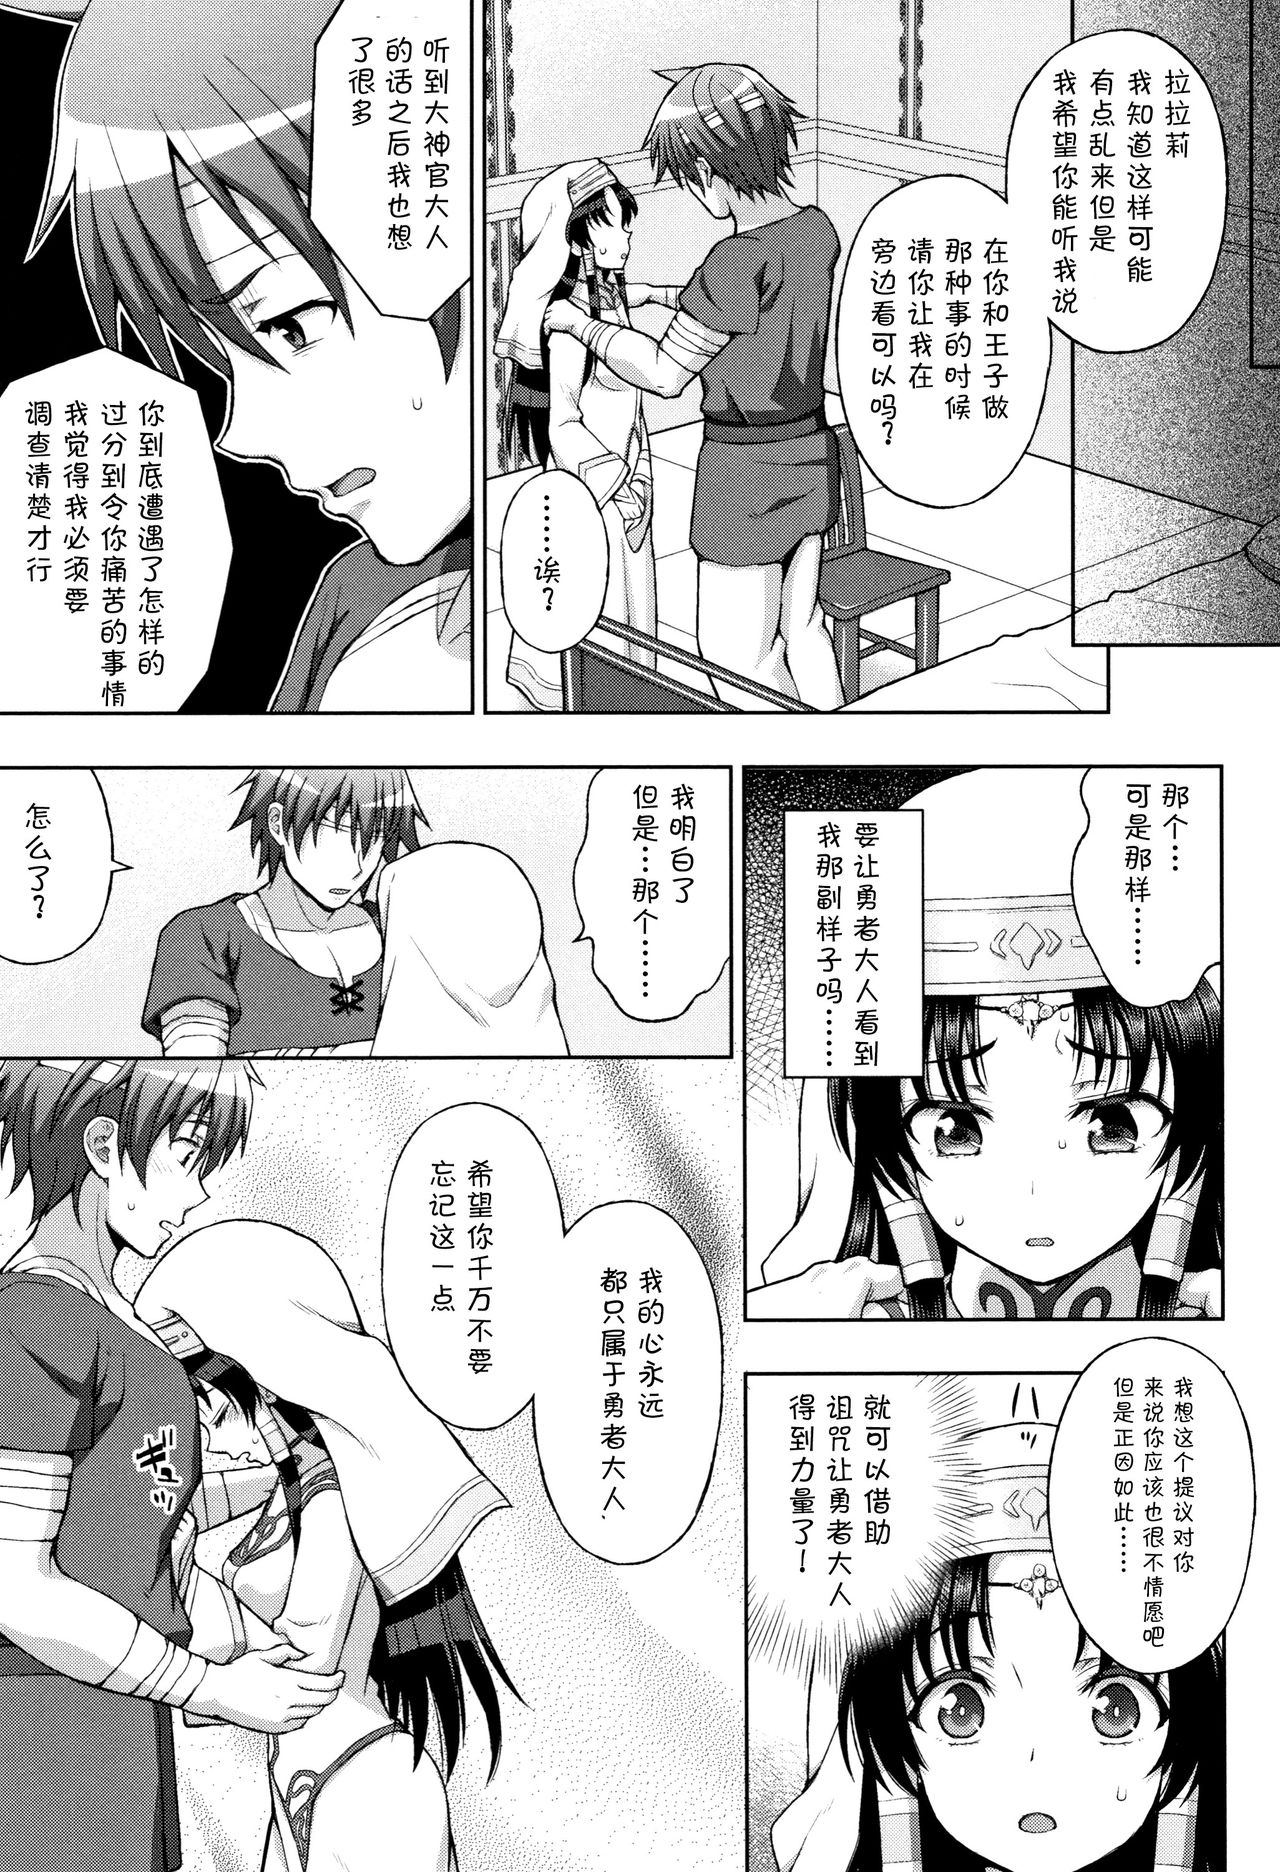 拉拉莉
我知道这样可能
有点乱来但是
我希望你能听我说
在你和王子做
那种事的时候
请你让我在
旁边看可以吗?
……诶?
听到大神官大人
的话之后我也想
了很多
你到底遭遇了怎样的
过分到令你痛苦的事情
我觉得我必须要
调查清楚才行
那个…
可是那样……
要让勇者大人看到
我那副样子吗……
我想这个提议对你
来说你应该也很不情愿吧
但是正因如此……
就可以借助
诅咒让勇者大人
得到力量了!
我明白了
但是…那个……
怎么了?
我的心永远
都只属于勇者大人
希望你千万不要
忘记这一点
ギュッ